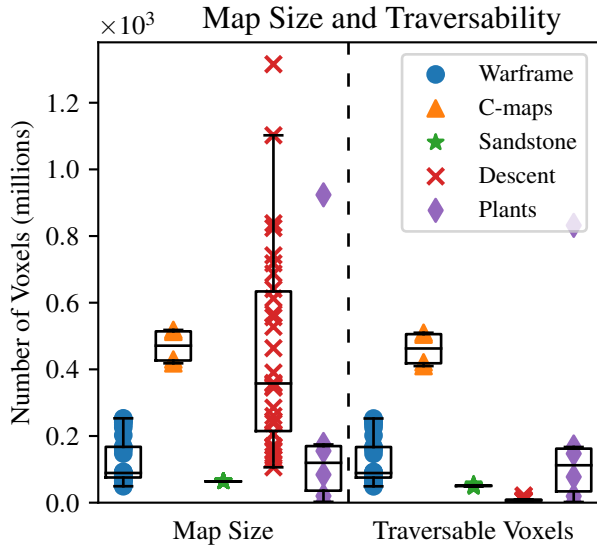 Map Size and Traversability
×10³
Number of Voxels (millions)
1.2
1.0
0.8
0.6
0.4
0.2
0.0
Warframe
C-maps
Sandstone
Descent
Plants
Map Size
Traversable Voxels